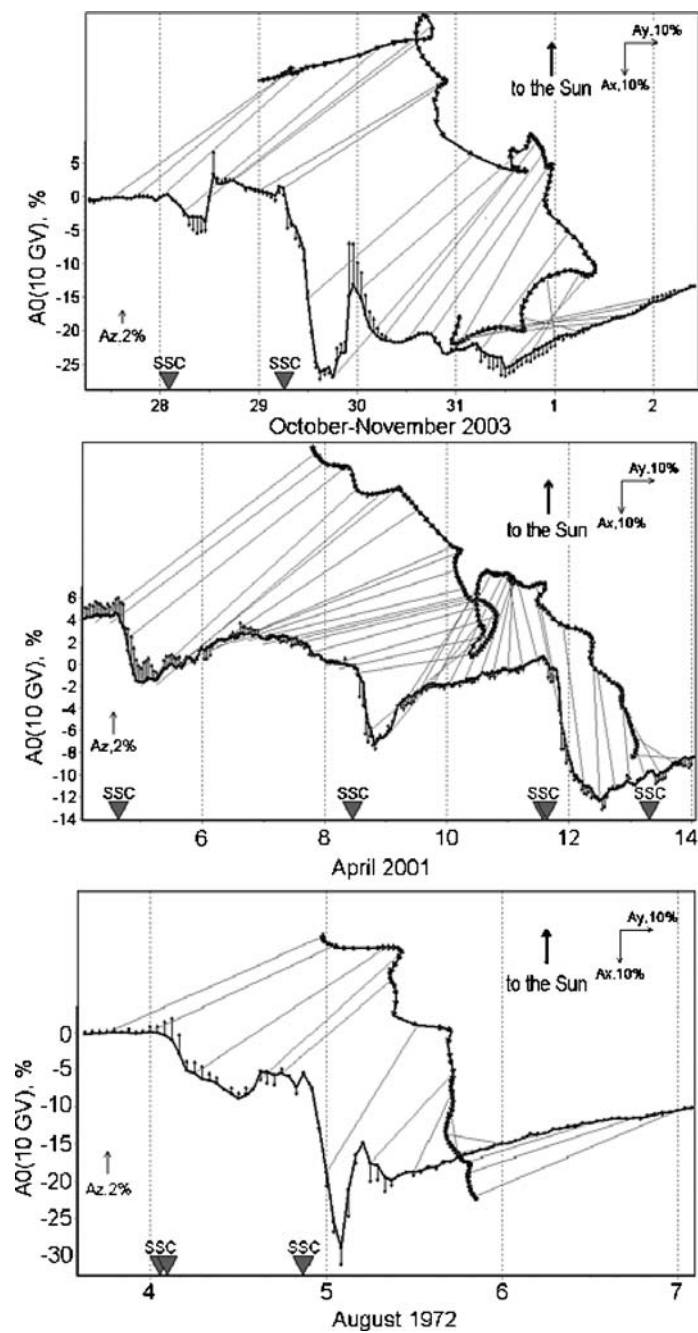 Ay,10%
to the Sun
Ax,10%
A0(10 GV), %
5
0
-5
-10
-15
-20
-25
Az.2%
SSC
SSC
28
29
30
31
1
2
October-November 2003
Ay,10%
to the Sun
Ax,10%
A0(10 GV), %
6
4
2
0
-2
-4
-6
-8
-10
-12
-14
Az,2%
SSC
SSC
SSC
SSC
6
8
10
12
14
April 2001
Ay,10%
to the Sun
Ax.10%
A0(10 GV), %
0
-5
-10
-15
-20
-25
-30
Az.2%
SSC
SSC
4
5
6
7
August 1972